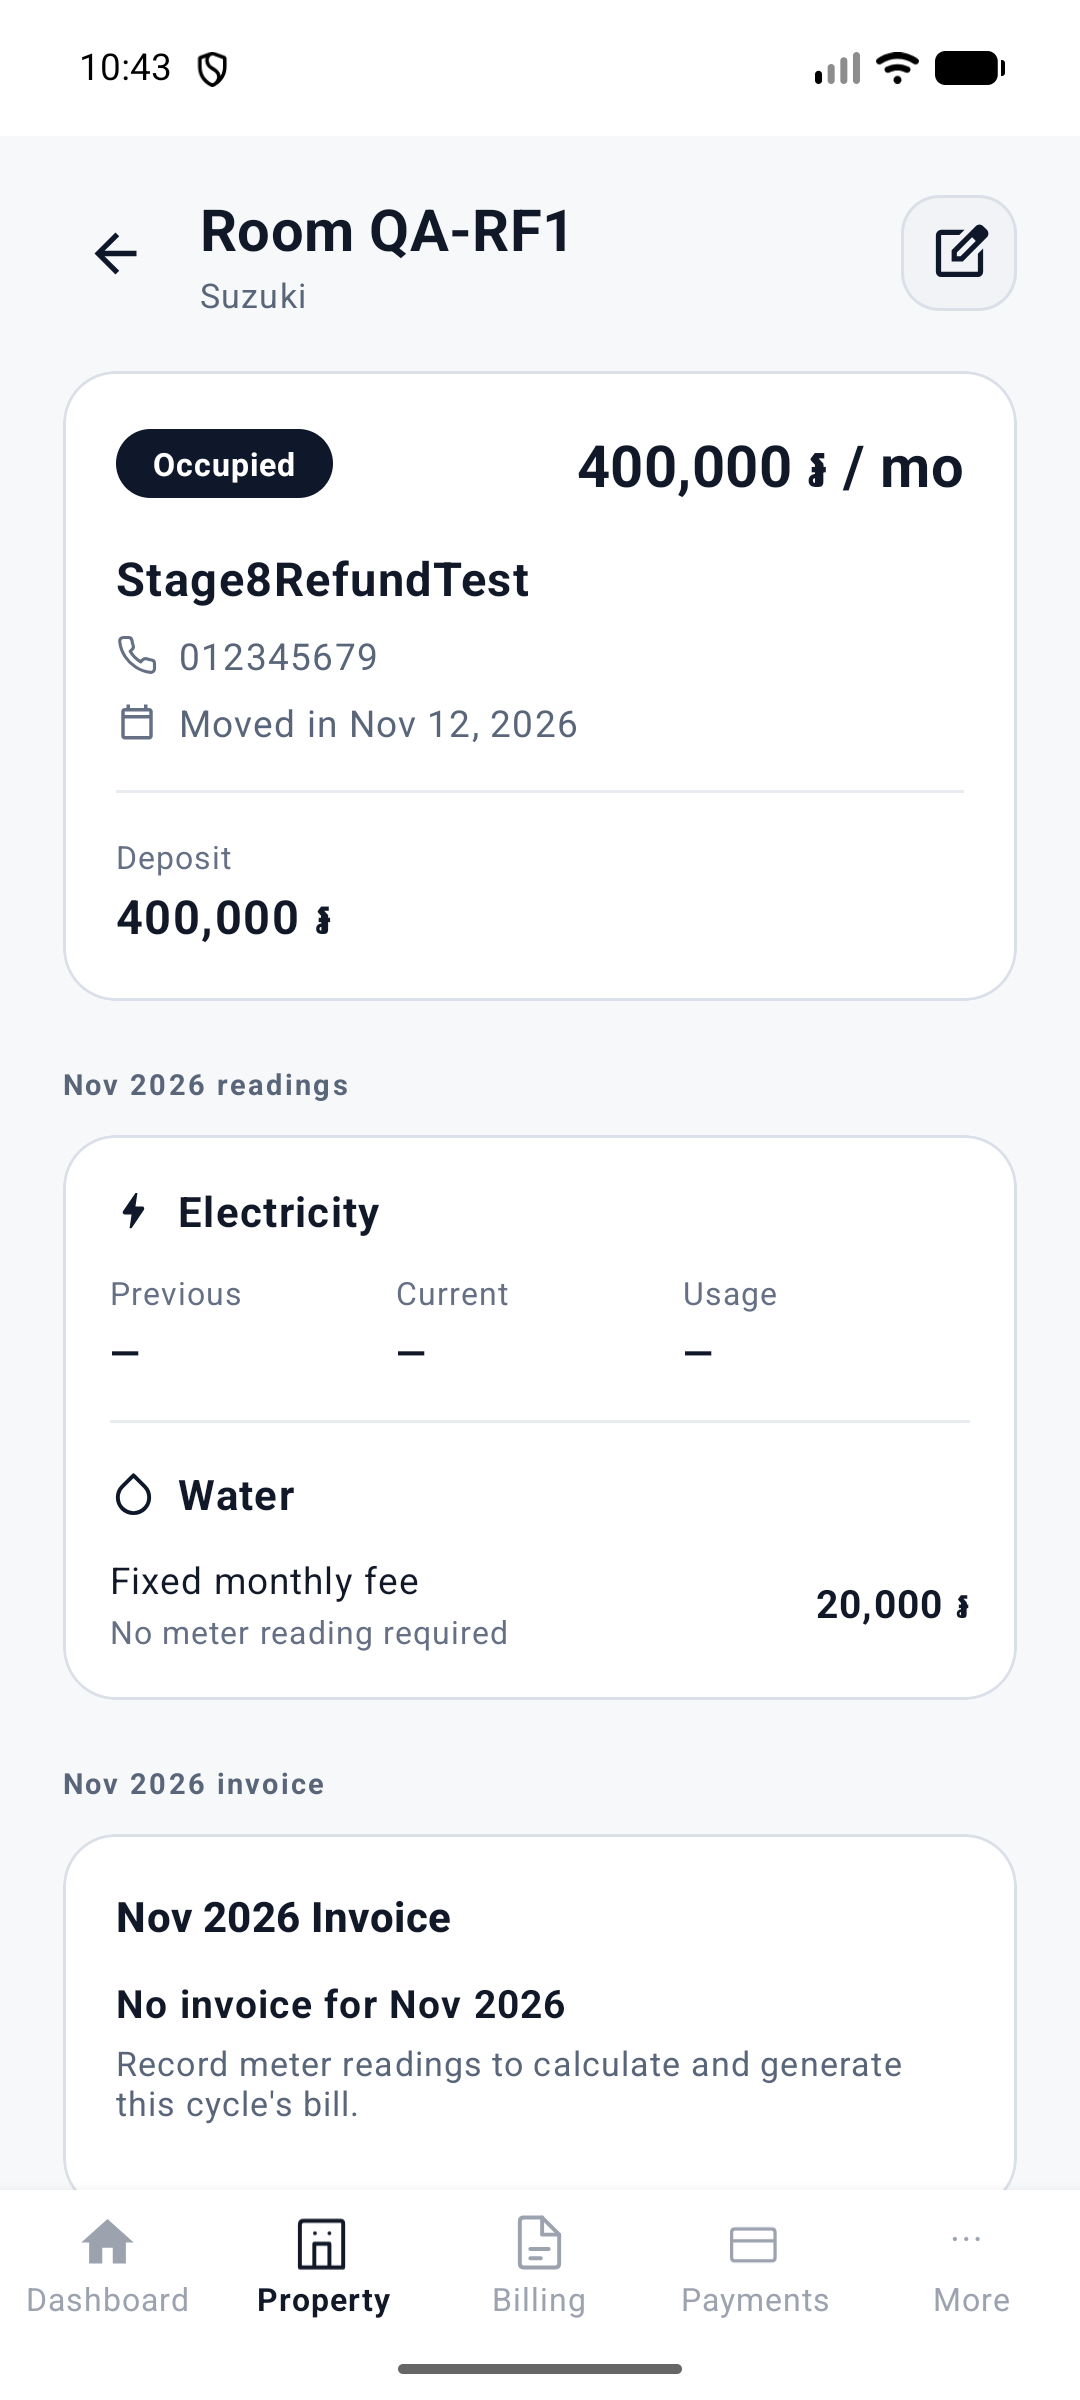 10:43
Room QA-RF1
Suzuki
Occupied
400,000 ៛ / mo
Stage8RefundTest
012345679
Moved in Nov 12, 2026
Deposit
400,000 ៛
Nov 2026 readings
Electricity
Previous Current Usage
– – –
Water
Fixed monthly fee
20,000 ៛
No meter reading required
Nov 2026 invoice
Nov 2026 Invoice
No invoice for Nov 2026
Record meter readings to calculate and generate
this cycle's bill.
Dashboard Property Billing Payments More